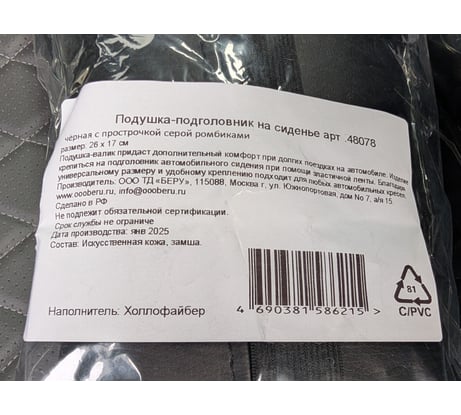 Подушка-подголовник на сиденье арт .48078
чёрная с прострочкой серой ромбиками
размер: 26 х 17 см
Подушка-валик придаст дополнительный комфорт при долгих поездках на автомобиле. Изделие
крепиться на подголовник автомобильного сидения при помощи эластичной ленты. Благодаря
универсальному размеру и удобному креплению подходит для любых автомобильных кресел.
Производитель: ООО ТД «БЕРУ», 115088, Москва г, ул. Южнопортовая, дом No 7, а/я 15.
www.oooberu.ru, info@oooberu.ru
Сделано в РФ
Не подлежит обязательной сертификации.
Срок службы не ограниче
Дата производства: янв 2025
Состав: Искусственная кожа, замша.
Наполнитель: Холлофайбер
4 690381 586215 >
81
C/PVC